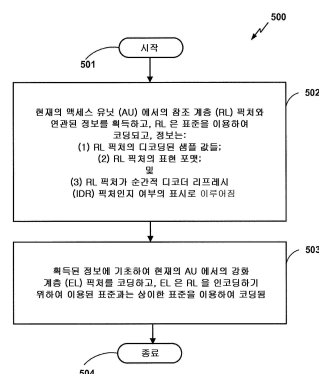 500
시작
501
502
현재의 액세스 유닛 (AU) 에서의 참조 계층 (RL) 픽처와
연관된 정보를 획득하고, RL 은 표준을 이용하여
코딩되고, 정보는:
(1) RL 픽처의 디코딩된 샘플 값들;
(2) RL 픽처의 표현 포맷;
및
(3) RL 픽처가 순간적 디코더 리프레시
(IDR) 픽처인지 여부의 표시로 이루어짐
503
획득된 정보에 기초하여 현재의 AU 에서의 강화
계층 (EL) 픽처를 코딩하고, EL 은 RL 을 인코딩하기
위하여 이용된 표준과는 상이한 표준을 이용하여 코딩됨
종료
504